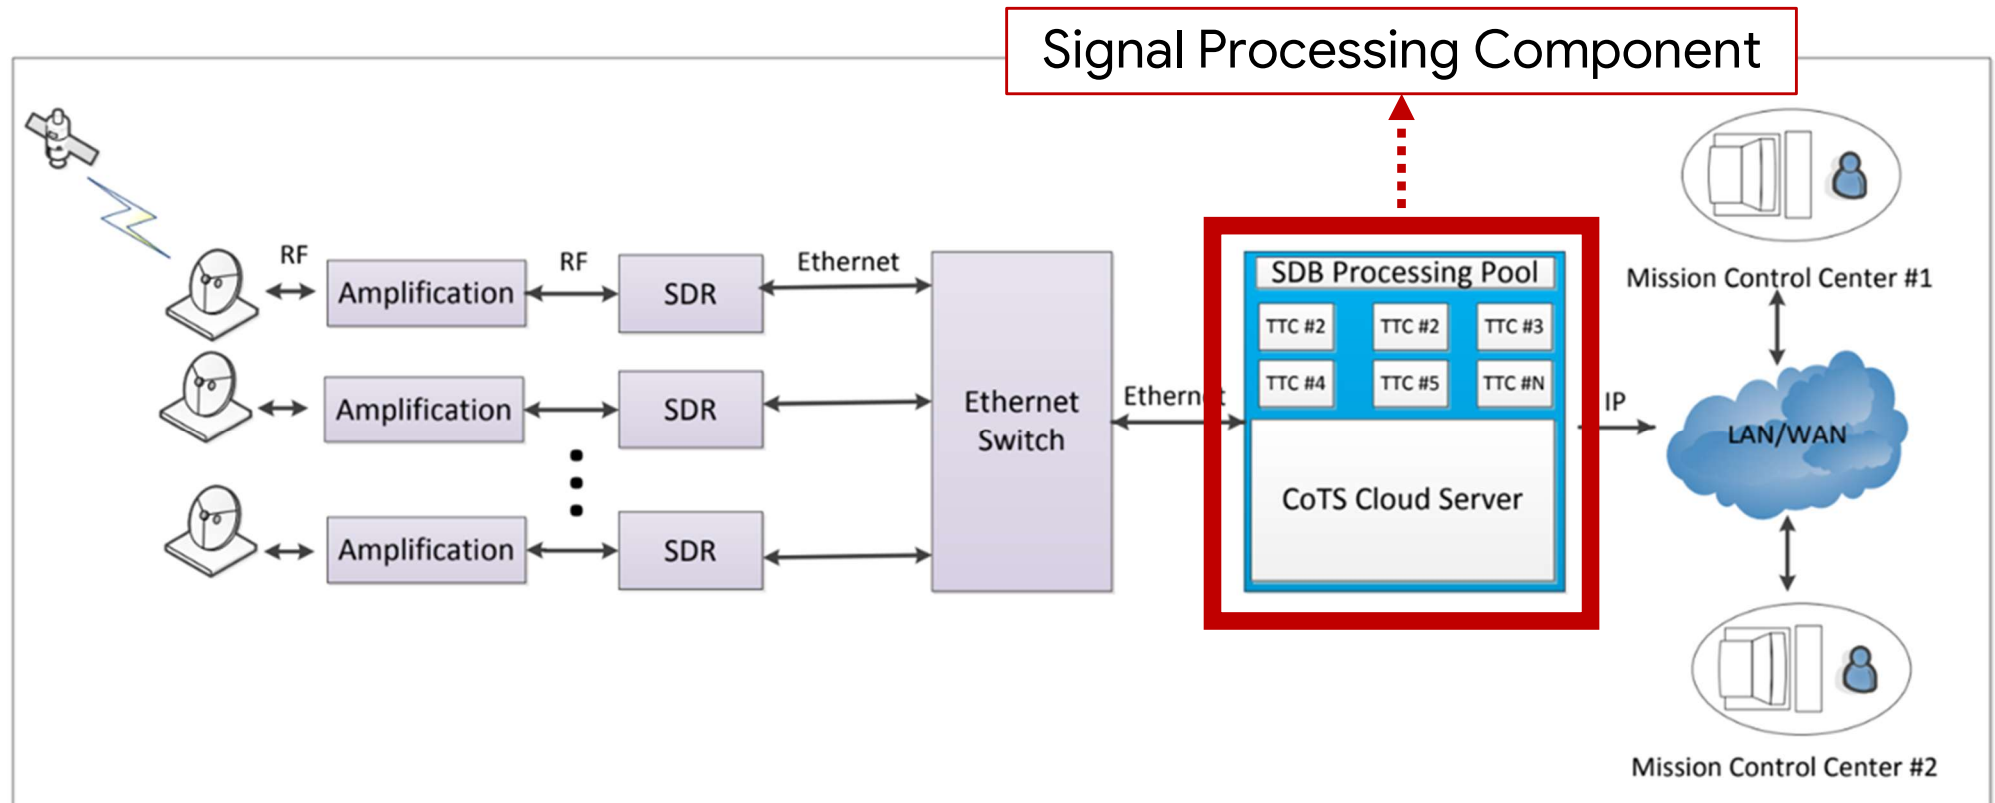 Signal Processing Component
RF
Amplification
RF
SDR
Ethernet
Amplification
SDR
Amplification
SDR
Ethernet
Switch
Ethernet
SDB Processing Pool
TTC #2
TTC #2
TTC #3
TTC #4
TTC #5
TTC #N
CoTS Cloud Server
IP
Mission Control Center #1
LAN/WAN
Mission Control Center #2